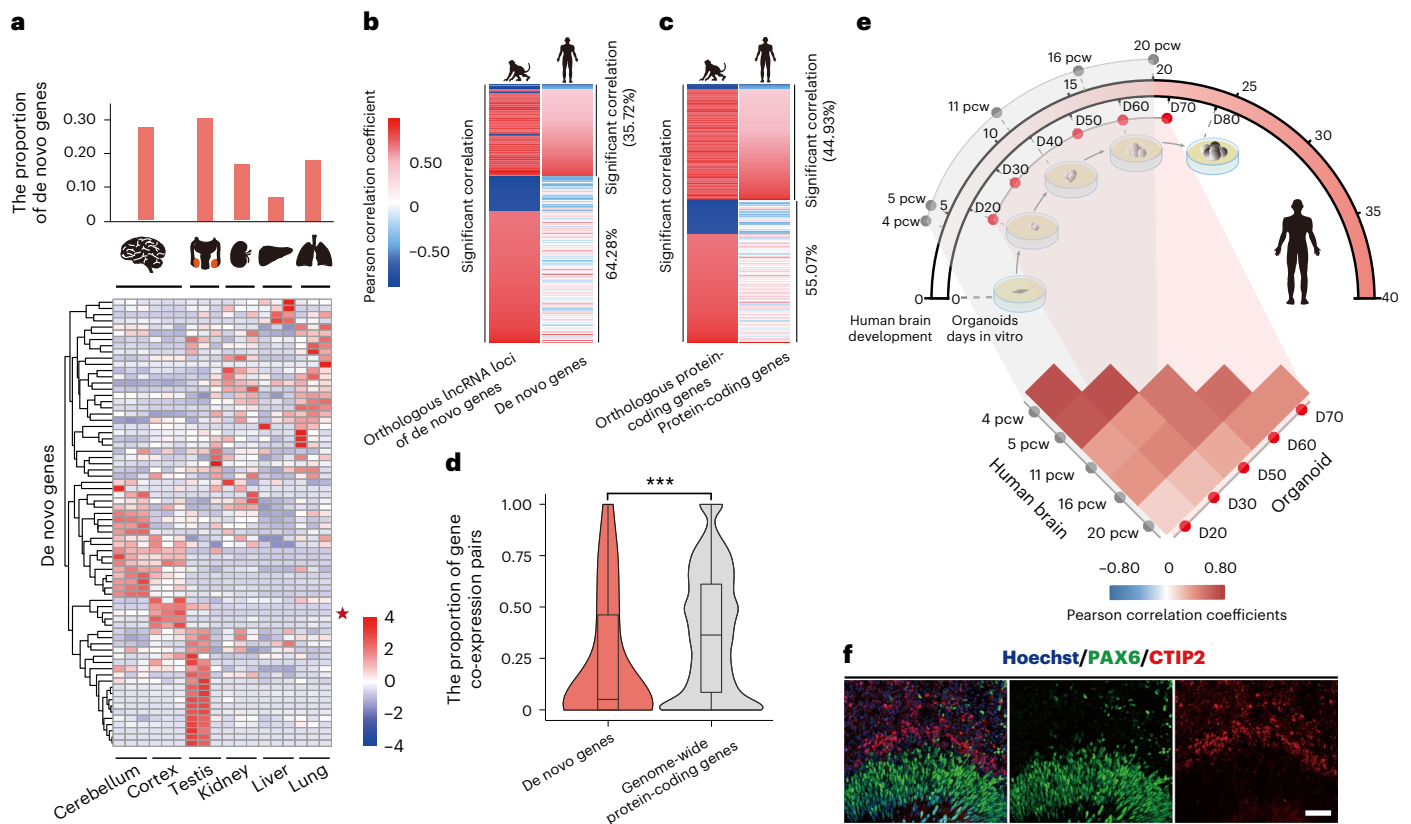 a
The proportion
of de novo genes
0.30
0.20
0.10
0
De novo genes
Cerebellum
Cortex
Testis
Kidney
Liver
Lung
4
2
0
−2
−4
b
Pearson correlation coefficient
0.50
0
−0.50
Significant correlation
Significant correlation
(35.72%)
64.28%
Orthologous lncRNA loci
of de novo genes
De novo genes
c
Significant correlation
Significant correlation
(44.93%)
55.07%
Orthologous protein-
coding genes
Protein-coding genes
d
The proportion of gene
co-expression pairs
1.00
0.75
0.50
0.25
0
***
De novo genes
Genome-wide
protein-coding genes
e
20 pcw
16 pcw
11 pcw
5 pcw
4 pcw
0
5
10
15
20
25
30
35
40
0
D20
D30
D40
D50
D60
D70
D80
Human brain
development
Organoids
days in vitro
4 pcw
5 pcw
11 pcw
16 pcw
20 pcw
Human brain
D70
D60
D50
D30
D20
Organoid
−0.80
0
0.80
Pearson correlation coefficients
f
Hoechst/PAX6/CTIP2